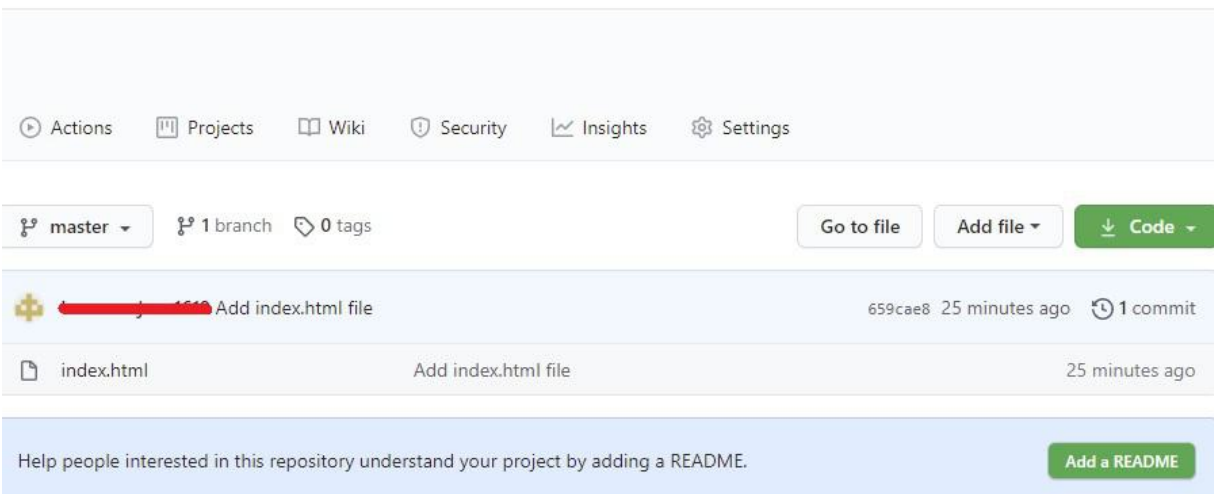 Actions Projects Wiki Security Insights Settings
master 1 branch 0 tags Go to file Add file Code
Add index.html file 659cae8 25 minutes ago 1 commit
index.html Add index.html file 25 minutes ago
Help people interested in this repository understand your project by adding a README. Add a README